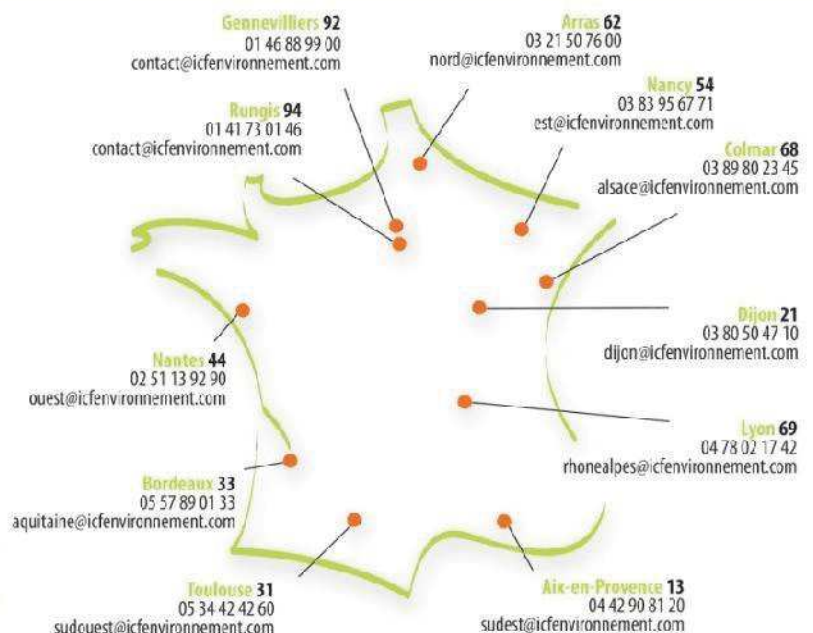 Gennevilliers 92
01 46 88 99 00
contact@icfenvironnement.com
Arras 62
03 21 50 76 00
nord@icfenvironnement.com
Nancy 54
03 83 95 67 71
est@icfenvironnement.com
Rungis 94
01 41 73 01 46
contact@icfenvironnement.com
Colmar 68
03 89 80 23 45
alsace@icfenvironnement.com
Dijon 21
03 80 50 47 10
dijon@icfenvironnement.com
Nantes 44
02 51 13 92 90
ouest@icfenvironnement.com
Lyon 69
04 78 02 17 42
rhonealpes@icfenvironnement.com
Bordeaux 33
05 57 89 01 33
aquitaine@icfenvironnement.com
Toulouse 31
05 34 42 42 60
sudouest@icfenvironnement.com
Aix-en-Provence 13
04 42 90 81 20
sudest@icfenvironnement.com